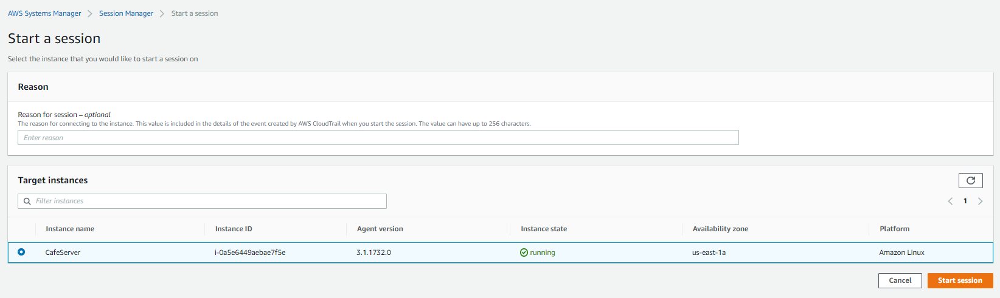 AWS Systems Manager > Session Manager > Start a session
Start a session
Select the instance that you would like to start a session on
Reason
Reason for session – optional
The reason for connecting to the instance. This value is included in the details of the event created by AWS CloudTrail when you start the session. The value can have up to 256 characters.
Enter reason
Target instances
Filter instances
1
Instance name Instance ID Agent version Instance state Availability zone Platform
CafeServer i-0a5e6449aebae7f5e 3.1.1732.0 running us-east-1a Amazon Linux
Cancel Start session